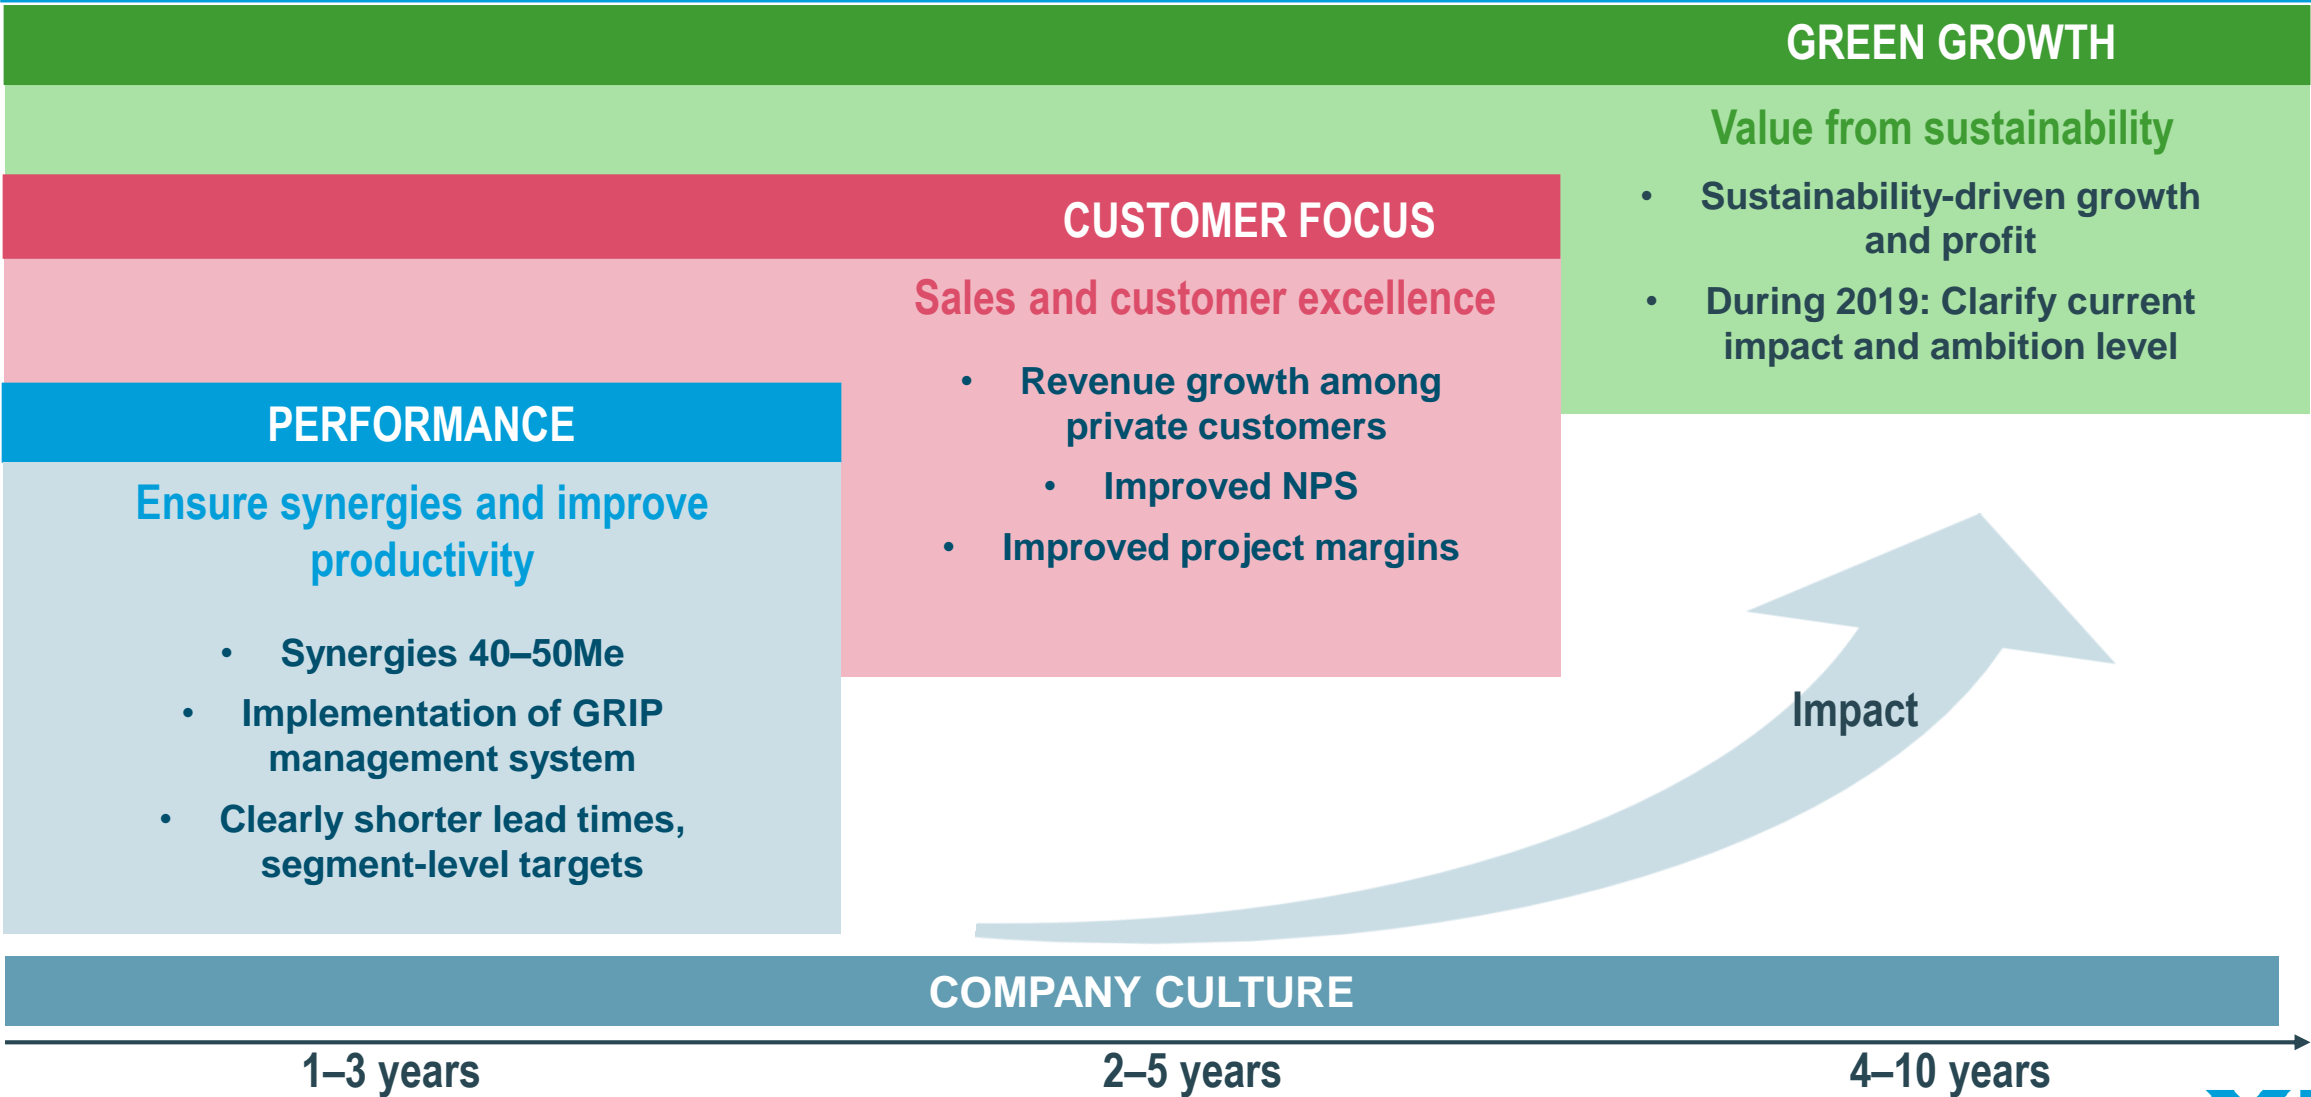 GREEN GROWTH
Value from sustainability
• Sustainability-driven growth
and profit
• During 2019: Clarify current
impact and ambition level
CUSTOMER FOCUS
Sales and customer excellence
• Revenue growth among
private customers
• Improved NPS
• Improved project margins
PERFORMANCE
Ensure synergies and improve
productivity
• Synergies 40–50Me
• Implementation of GRIP
management system
• Clearly shorter lead times,
segment-level targets
Impact
COMPANY CULTURE
1–3 years
2–5 years
4–10 years